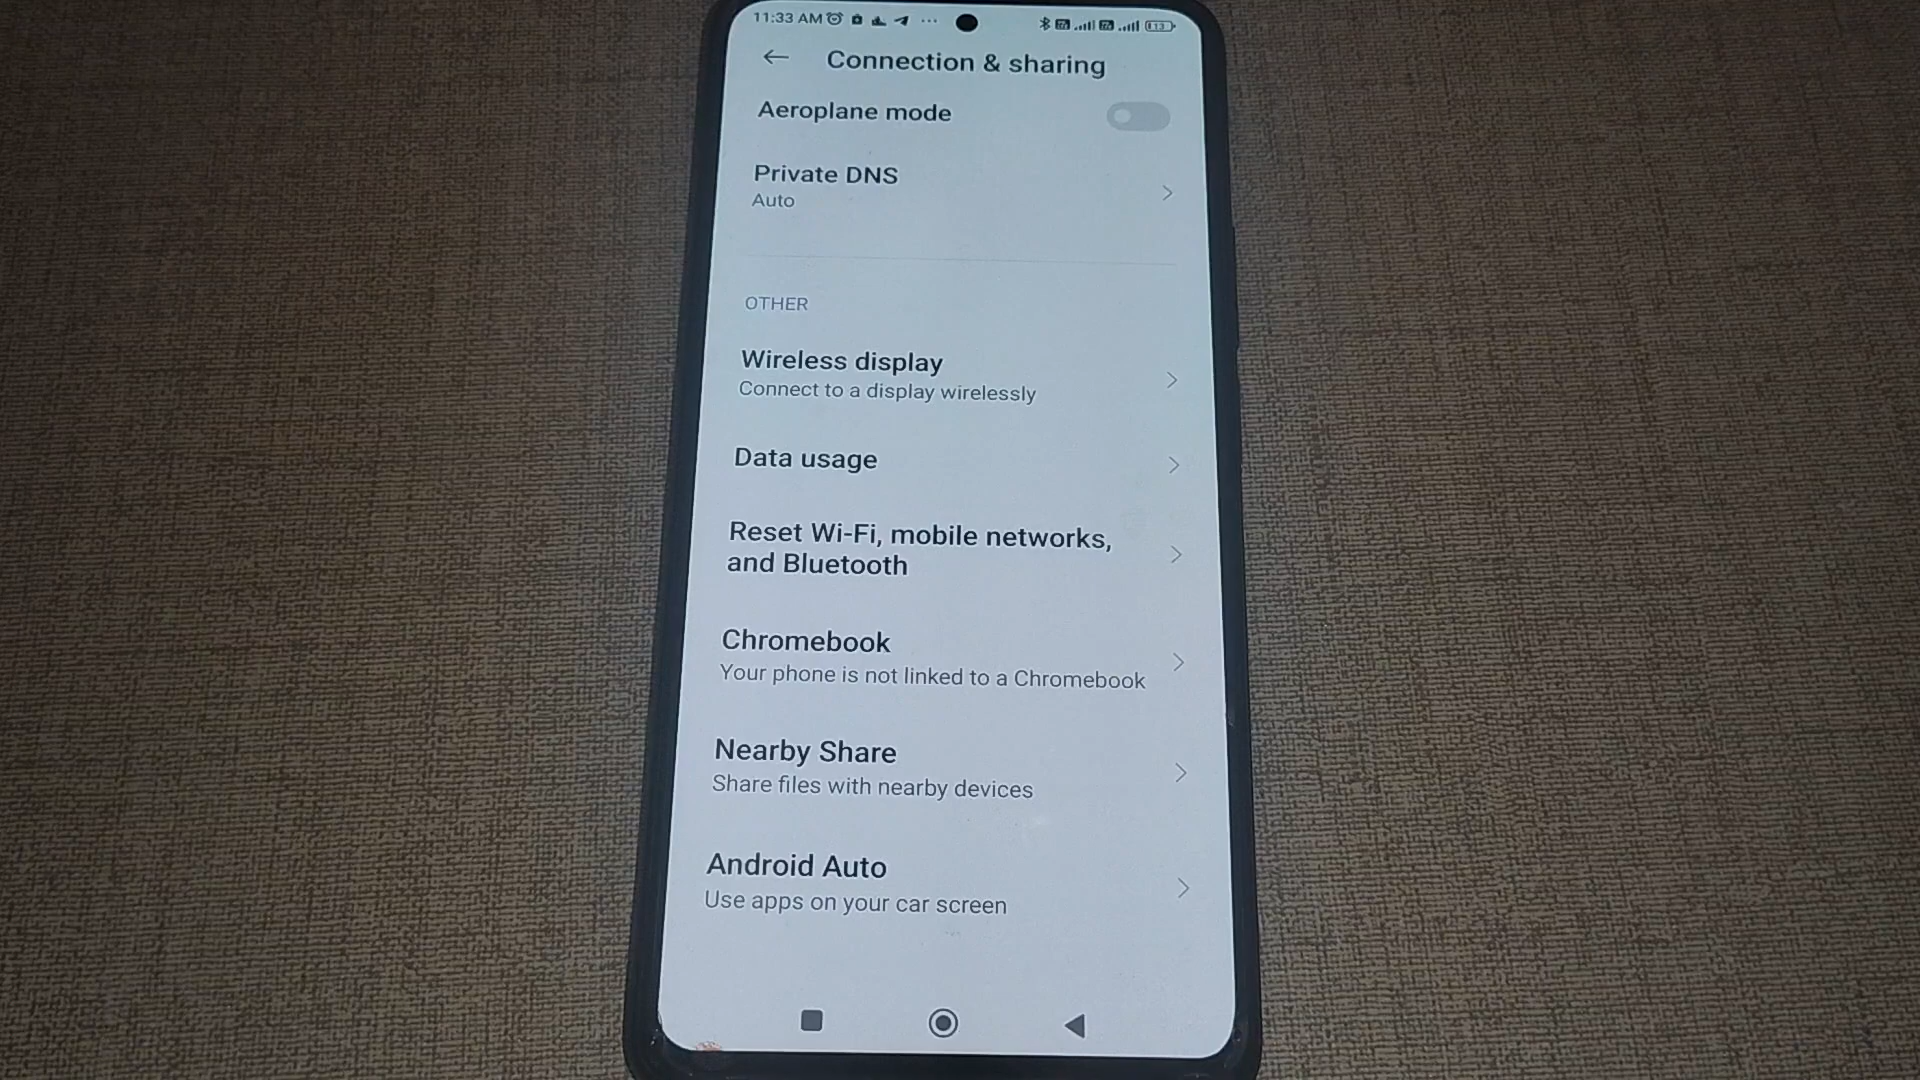 11:33 AM
Connection & sharing
Aeroplane mode
Private DNS
Auto
OTHER
Wireless display
Connect to a display wirelessly
Data usage
Reset Wi-Fi, mobile networks,
and Bluetooth
Chromebook
Your phone is not linked to a Chromebook
Nearby Share
Share files with nearby devices
Android Auto
Use apps on your car screen